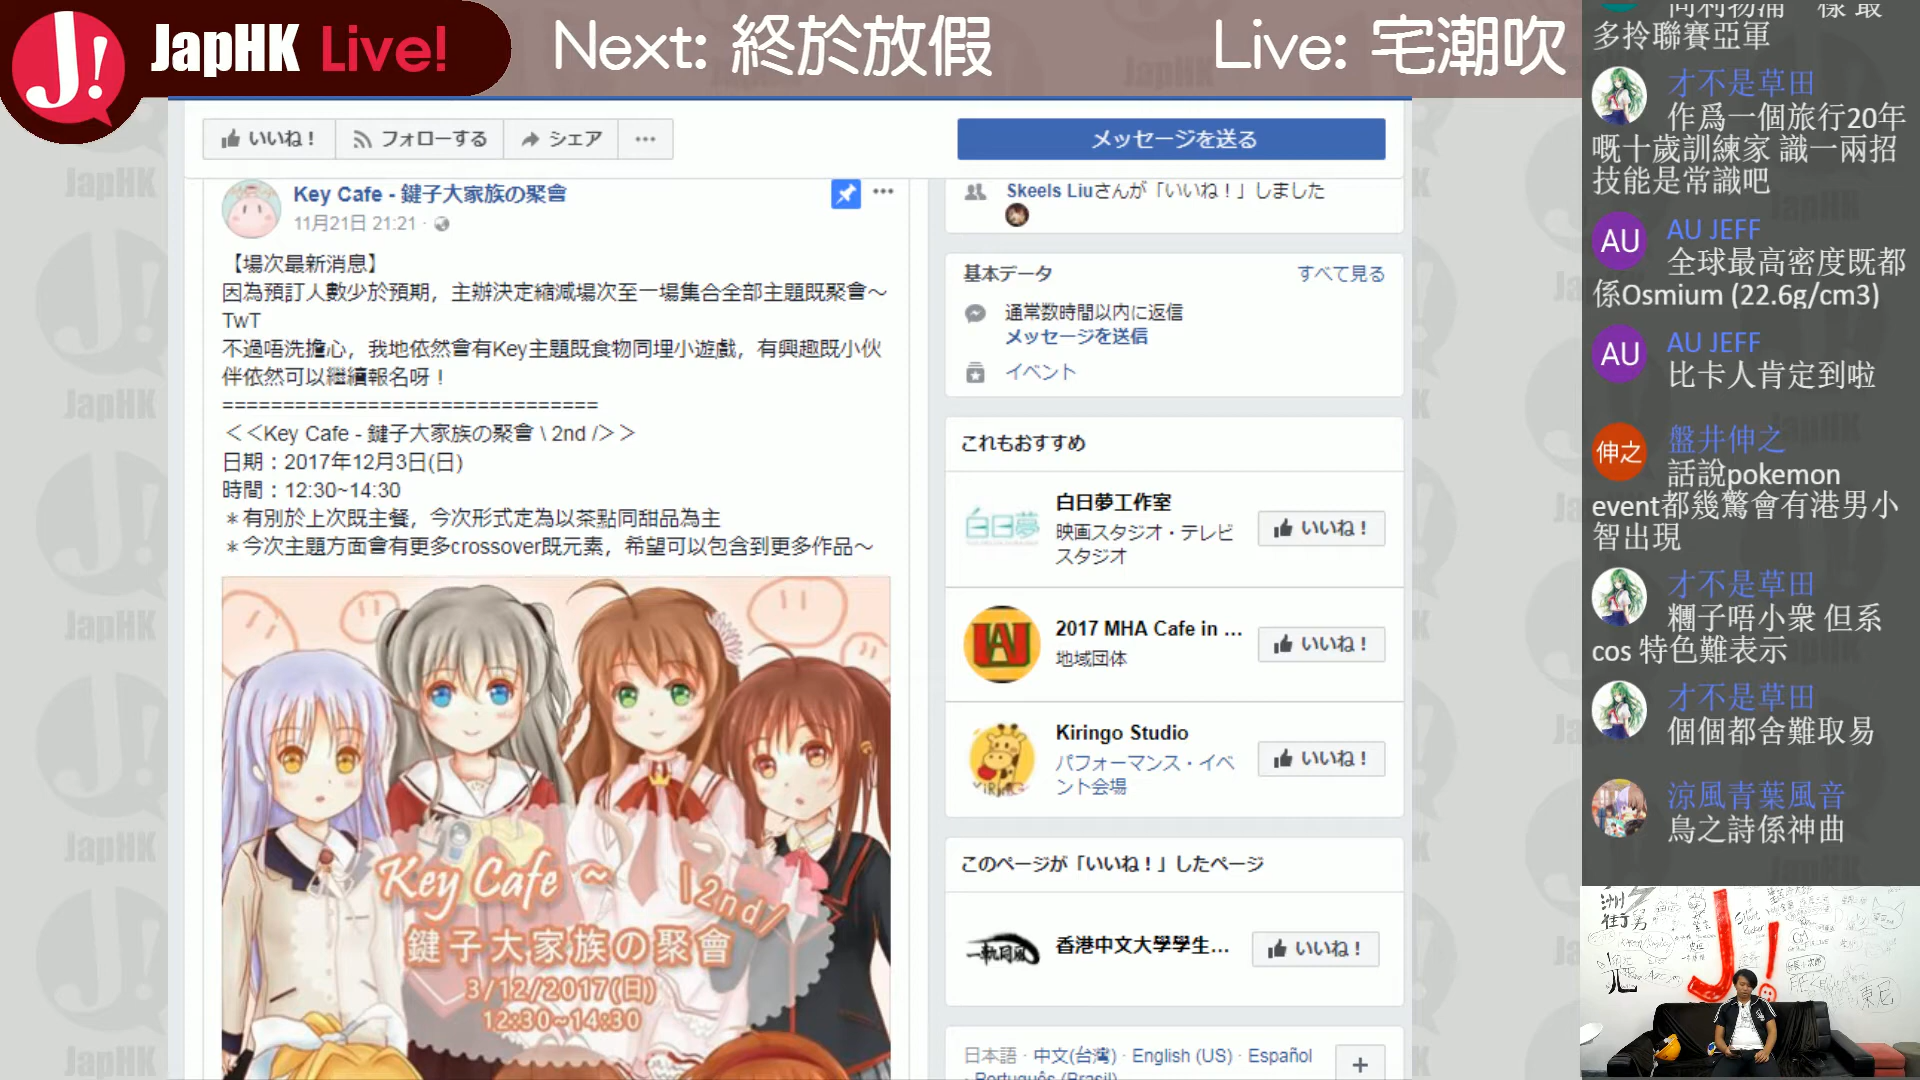 J!
JapHK Live!
Next: 終於放假
Live: 宅潮吹
いいね！
フォローする
シェア
メッセージを送る
Key Cafe - 鍵子大家族の聚會
11月21日 21:21 ·
【場次最新消息】
因為預訂人數少於預期，主辦決定縮減場次至一場集合全部主題既聚會～
TwT
不過唔洗擔心，我地依然會有Key主題既食物同埋小遊戲，有興趣既小伙
伴依然可以繼續報名呀！
===============================
＜＜Key Cafe - 鍵子大家族の聚會 \ 2nd /＞＞
日期：2017年12月3日(日)
時間：12:30~14:30
＊有別於上次既主餐，今次形式定為以茶點同甜品為主
＊今次主題方面會有更多crossover既元素，希望可以包含到更多作品～
Key Cafe ~
\2nd/
鍵子大家族の聚會
3/12/2017(日)
12:30~14:30
Skeels Liuさんが「いいね！」しました
基本データ
すべて見る
通常数時間以内に返信
メッセージを送信
イベント
これもおすすめ
白日夢
白日夢工作室
映画スタジオ・テレビ
スタジオ
いいね！
2017 MHA Cafe in ...
地域団体
いいね！
Kiringo Studio
パフォーマンス・イベ
ント会場
いいね！
このページが「いいね！」したページ
香港中文大學學生...
いいね！
日本語 · 中文(台灣) · English (US) · Español
· Português (Brasil)
多拎聯賽亞軍
才不是草田
作爲一個旅行20年
嘅十歲訓練家 識一兩招
技能是常識吧
AU
AU JEFF
全球最高密度既都
係Osmium (22.6g/cm3)
AU
AU JEFF
比卡人肯定到啦
伸之
盤井伸之
話說pokemon
event都幾驚會有港男小
智出現
才不是草田
糰子唔小衆 但系
cos 特色難表示
才不是草田
個個都舍難取易
涼風青葉風音
鳥之詩係神曲
J!